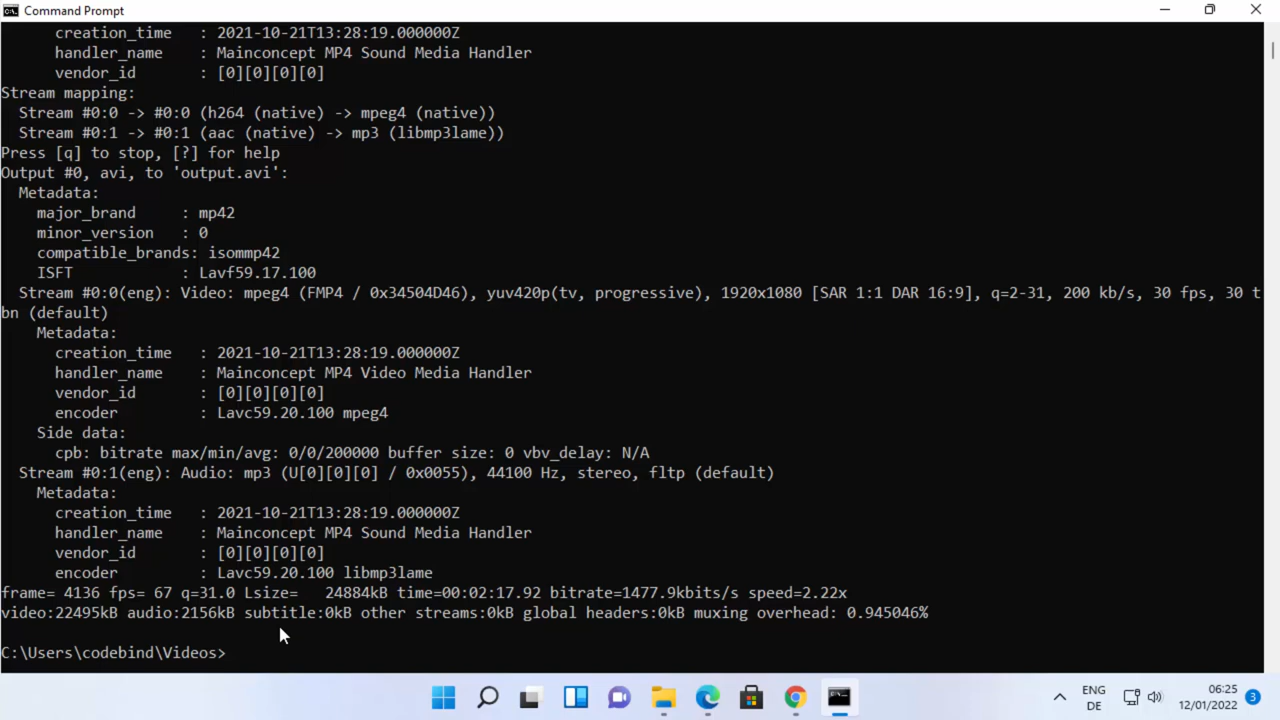 Command Prompt
creation_time   : 2021-10-21T13:28:19.000000Z
handler_name    : Mainconcept MP4 Sound Media Handler
vendor_id       : [0][0][0][0]
Stream mapping:
Stream #0:0 -> #0:0 (h264 (native) -> mpeg4 (native))
Stream #0:1 -> #0:1 (aac (native) -> mp3 (libmp3lame))
Press [q] to stop, [?] for help
Output #0, avi, to 'output.avi':
Metadata:
major_brand     : mp42
minor_version   : 0
compatible_brands: isommp42
ISFT            : Lavf59.17.100
Stream #0:0(eng): Video: mpeg4 (FMP4 / 0x34504D46), yuv420p(tv, progressive), 1920x1080 [SAR 1:1 DAR 16:9], q=2-31, 200 kb/s, 30 fps, 30 t
bn (default)
Metadata:
creation_time   : 2021-10-21T13:28:19.000000Z
handler_name    : Mainconcept MP4 Video Media Handler
vendor_id       : [0][0][0][0]
encoder         : Lavc59.20.100 mpeg4
Side data:
cpb: bitrate max/min/avg: 0/0/200000 buffer size: 0 vbv_delay: N/A
Stream #0:1(eng): Audio: mp3 (U[0][0][0] / 0x0055), 44100 Hz, stereo, fltp (default)
Metadata:
creation_time   : 2021-10-21T13:28:19.000000Z
handler_name    : Mainconcept MP4 Sound Media Handler
vendor_id       : [0][0][0][0]
encoder         : Lavc59.20.100 libmp3lame
frame= 4136 fps= 67 q=31.0 Lsize=   24884kB time=00:02:17.92 bitrate=1477.9kbits/s speed=2.22x
video:22495kB audio:2156kB subtitle:0kB other streams:0kB global headers:0kB muxing overhead: 0.945046%
C:\Users\codebind\Videos>
ENG
DE
06:25
12/01/2022
3